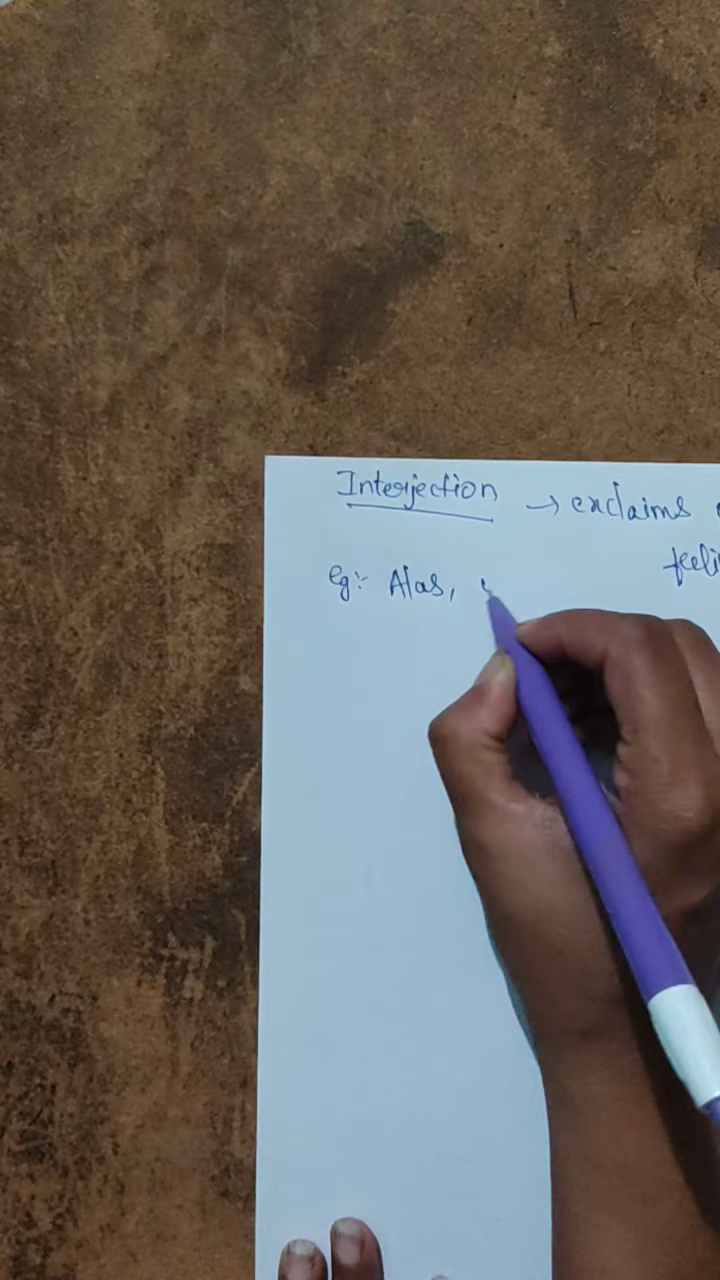 Interjection → exclaims
feeli
eg:- Alas,